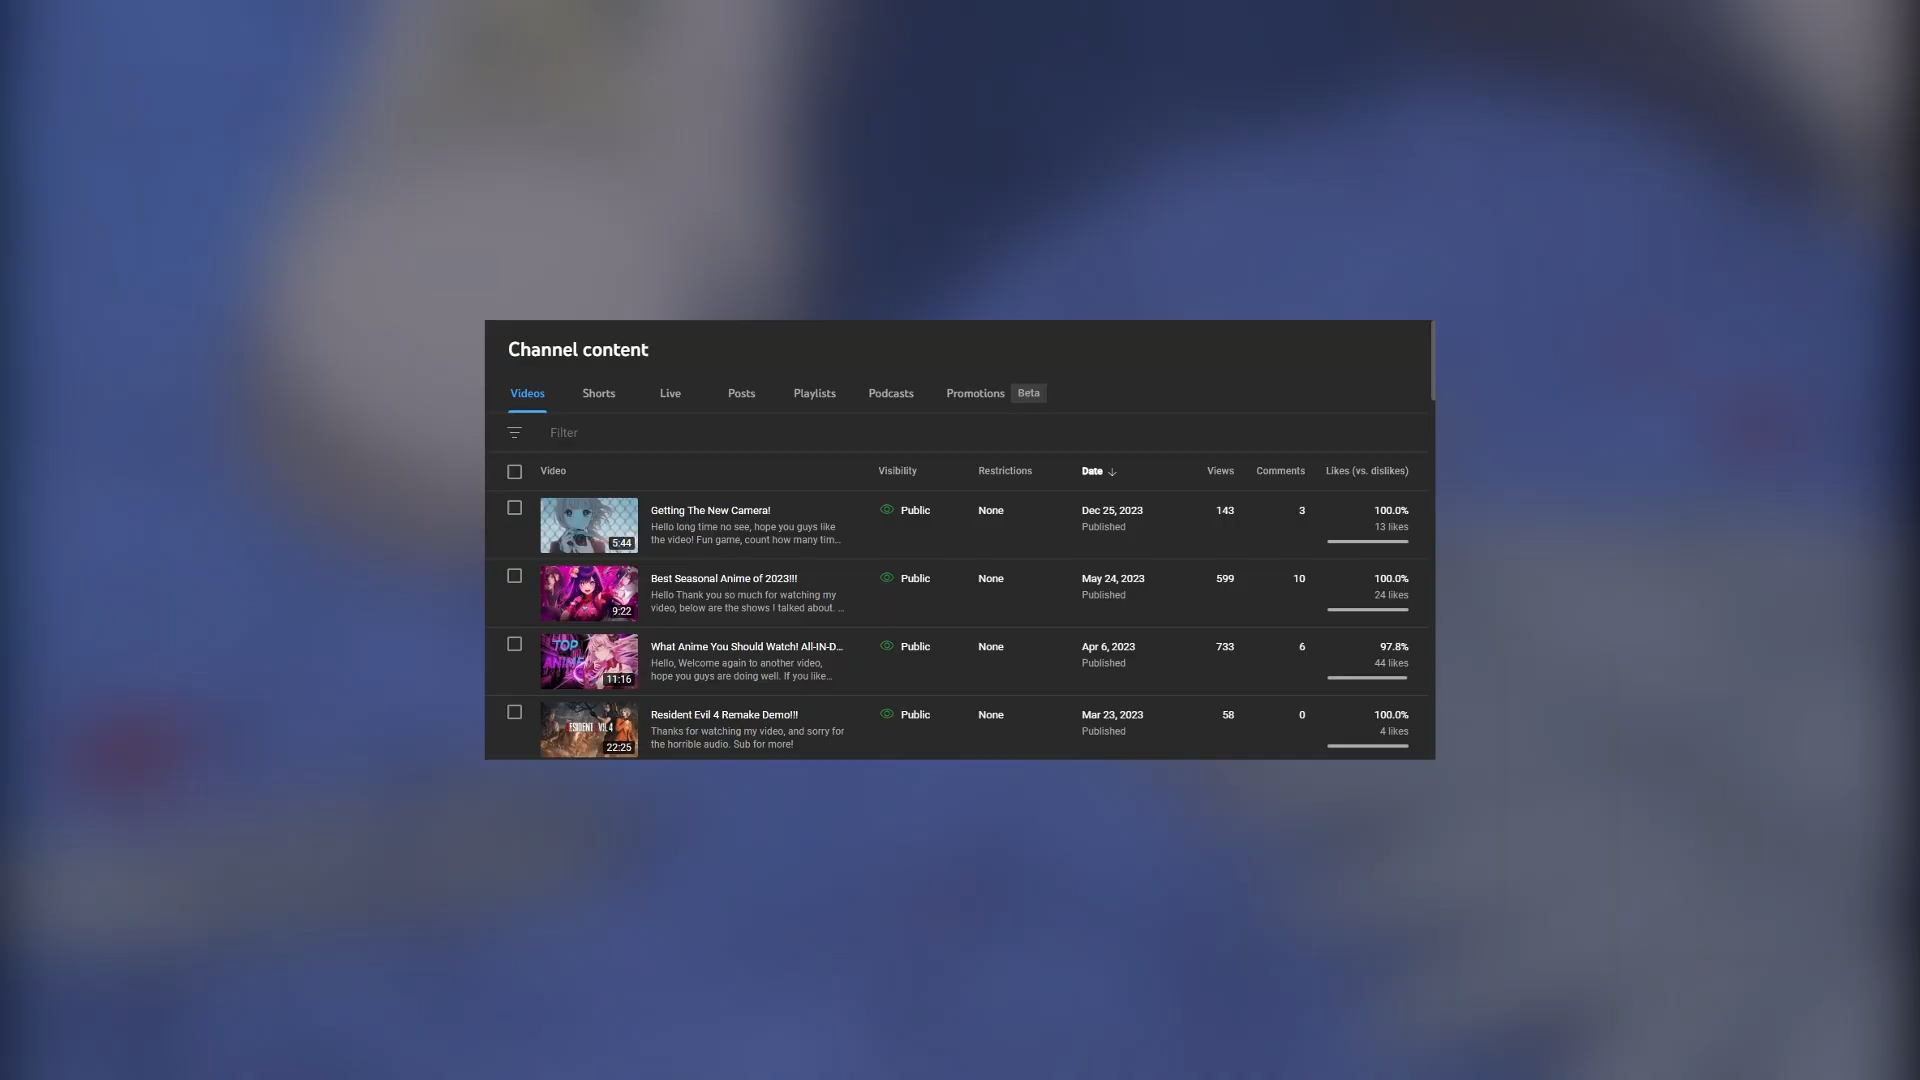 Channel content
Videos Shorts Live Posts Playlists Podcasts Promotions Beta
Filter
Video Visibility Restrictions Date Views Comments Likes (vs. dislikes)
Getting The New Camera! Public None Dec 25, 2023 143 3 100.0%
Hello long time no see, hope you guys like Published 13 likes
the video! Fun game, count how many tim...
5:44
Best Seasonal Anime of 2023!!! Public None May 24, 2023 599 10 100.0%
Hello Thank you so much for watching my Published 24 likes
video, below are the shows I talked about. ...
9:22
TOP
ANIME
What Anime You Should Watch! All-IN-D... Public None Apr 6, 2023 733 6 97.8%
Hello, Welcome again to another video, Published 44 likes
hope you guys are doing well. If you like...
11:16
Resident Evil 4 Remake Demo!!! Public None Mar 23, 2023 58 0 100.0%
Thanks for watching my video, and sorry for Published 4 likes
the horrible audio. Sub for more!
22:25